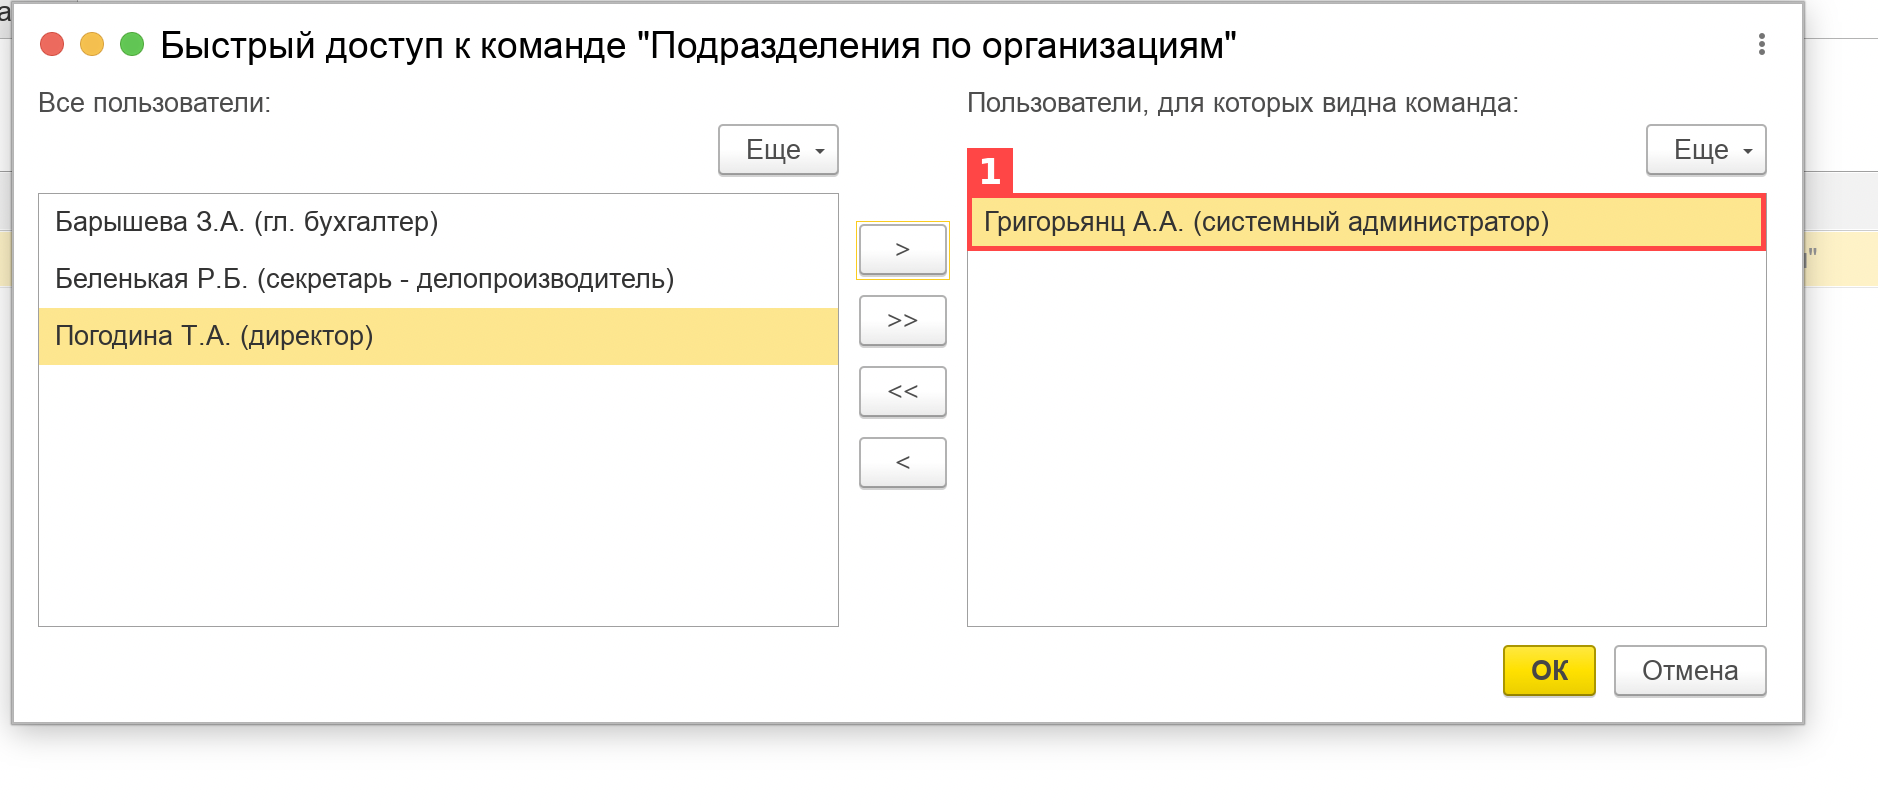 Быстрый доступ к команде "Подразделения по организациям"
Все пользователи:
Пользователи, для которых видна команда:
Еще
Еще
1
Барышева З.А. (гл. бухгалтер)
Беленькая Р.Б. (секретарь - делопроизводитель)
Погодина Т.А. (директор)
>
>>
<<
<
Григорьянц А.А. (системный администратор)
ОК
Отмена